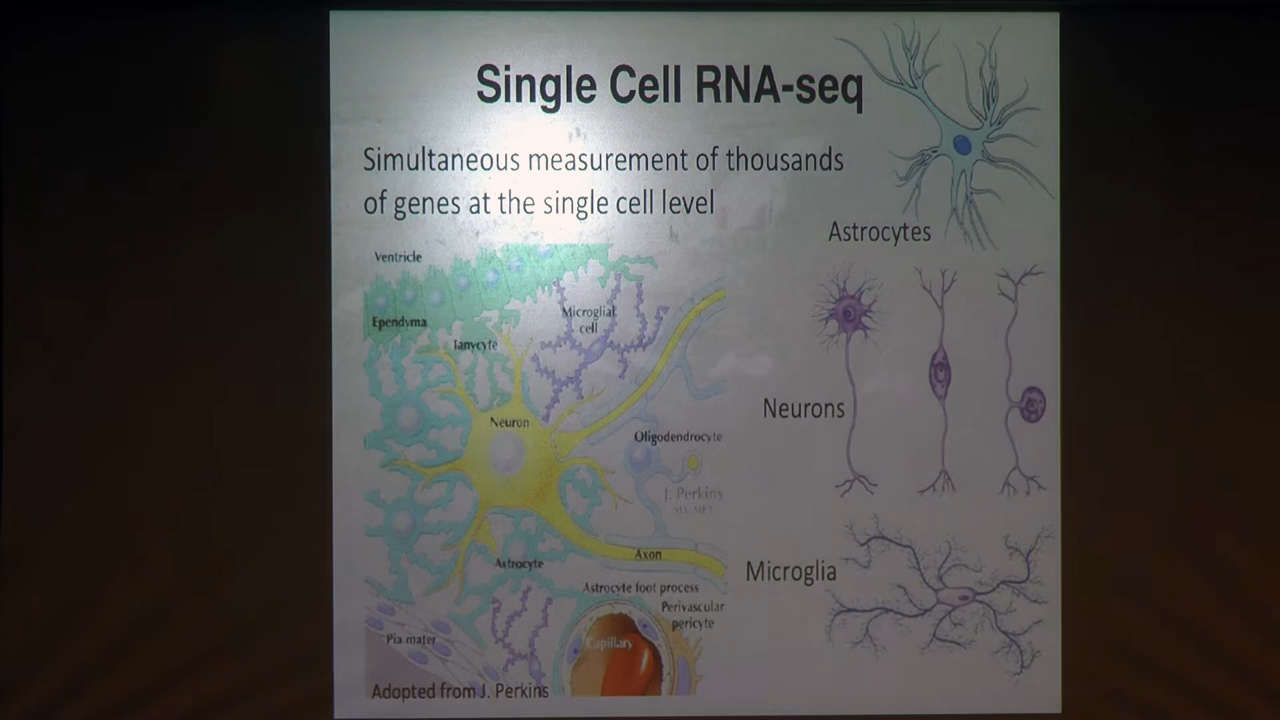 Single Cell RNA-seq
Simultaneous measurement of thousands
of genes at the single cell level
Astrocytes
Ventricle
Ependyma
Tanycyte
Microglial
cell
Neuron
Oligodendrocyte
J. Perkins
Neurons
Axon
Astrocyte
Astrocyte foot process
Perivascular
pericyte
Capillary
Pia mater
Microglia
Adopted from J. Perkins